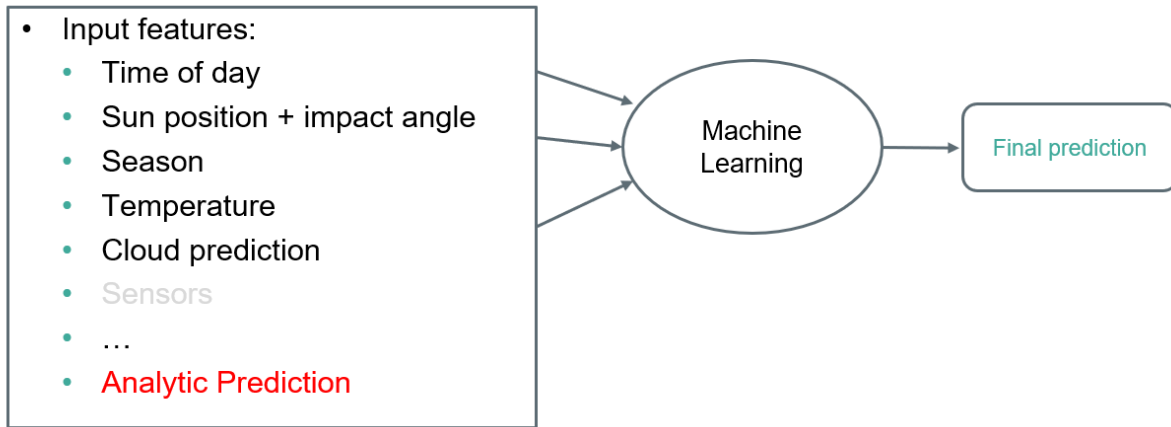 • Input features:
• Time of day
• Sun position + impact angle
• Season
• Temperature
• Cloud prediction
• Sensors
• …
• Analytic Prediction
Machine
Learning
Final prediction